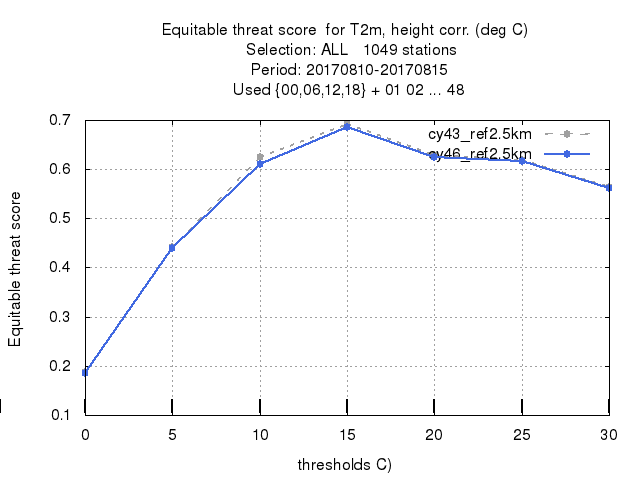 Equitable threat score  for T2m, height corr. (deg C)
Selection: ALL   1049 stations
Period: 20170810-20170815
Used {00,06,12,18} + 01 02 ... 48
cy43_ref2.5km
cy46_ref2.5km
Equitable threat score
0.7
0.6
0.5
0.4
0.3
0.2
0.1
0 5 10 15 20 25 30
thresholds C)